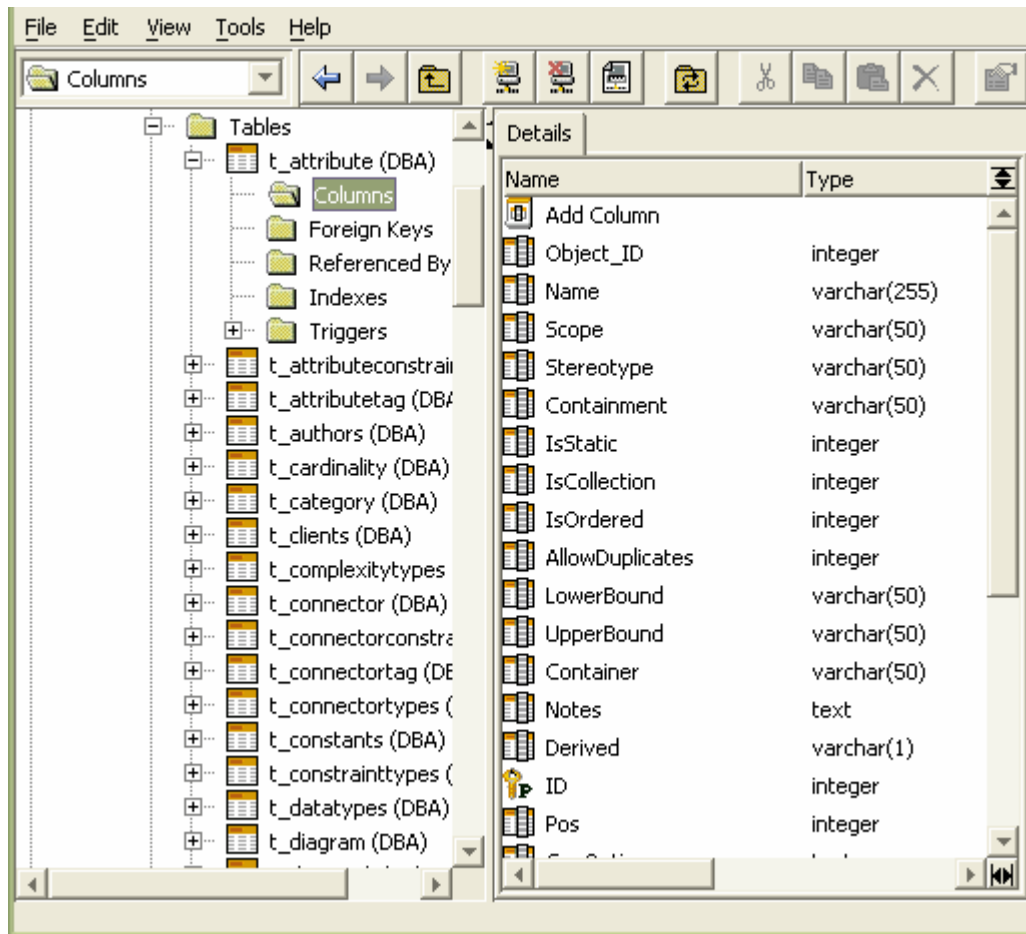 File Edit View Tools Help
Columns
Tables
t_attribute (DBA)
Columns
Foreign Keys
Referenced By
Indexes
Triggers
t_attributeconstrai
t_attributetag (DBA
t_authors (DBA)
t_cardinality (DBA)
t_category (DBA)
t_clients (DBA)
t_complexitytypes
t_connector (DBA)
t_connectorconstra
t_connectortag (DB
t_connectortypes (
t_constants (DBA)
t_constrainttypes (
t_datatypes (DBA)
t_diagram (DBA)
Details
Name Type
Add Column
Object_ID integer
Name varchar(255)
Scope varchar(50)
Stereotype varchar(50)
Containment varchar(50)
IsStatic integer
IsCollection integer
IsOrdered integer
AllowDuplicates integer
LowerBound varchar(50)
UpperBound varchar(50)
Container varchar(50)
Notes text
Derived varchar(1)
P ID integer
Pos integer